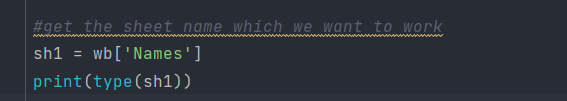 #get the sheet name which we want to work
sh1 = wb['Names']
print(type(sh1))